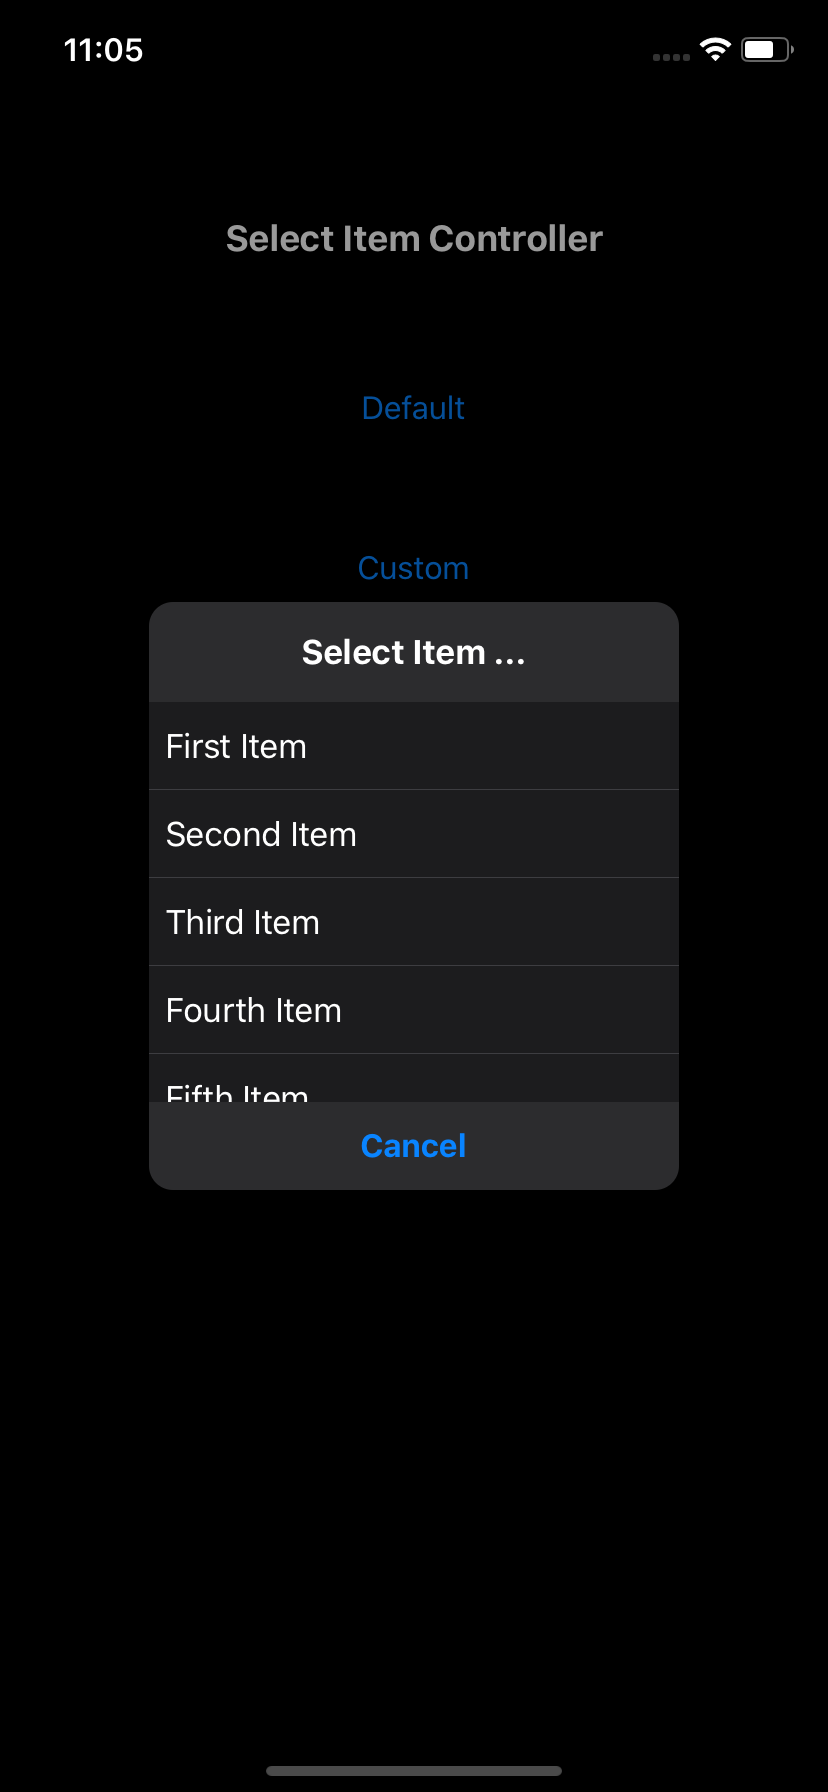 11:05
Select Item Controller
Default
Custom
Select Item ...
First Item
Second Item
Third Item
Fourth Item
Fifth Item
Cancel